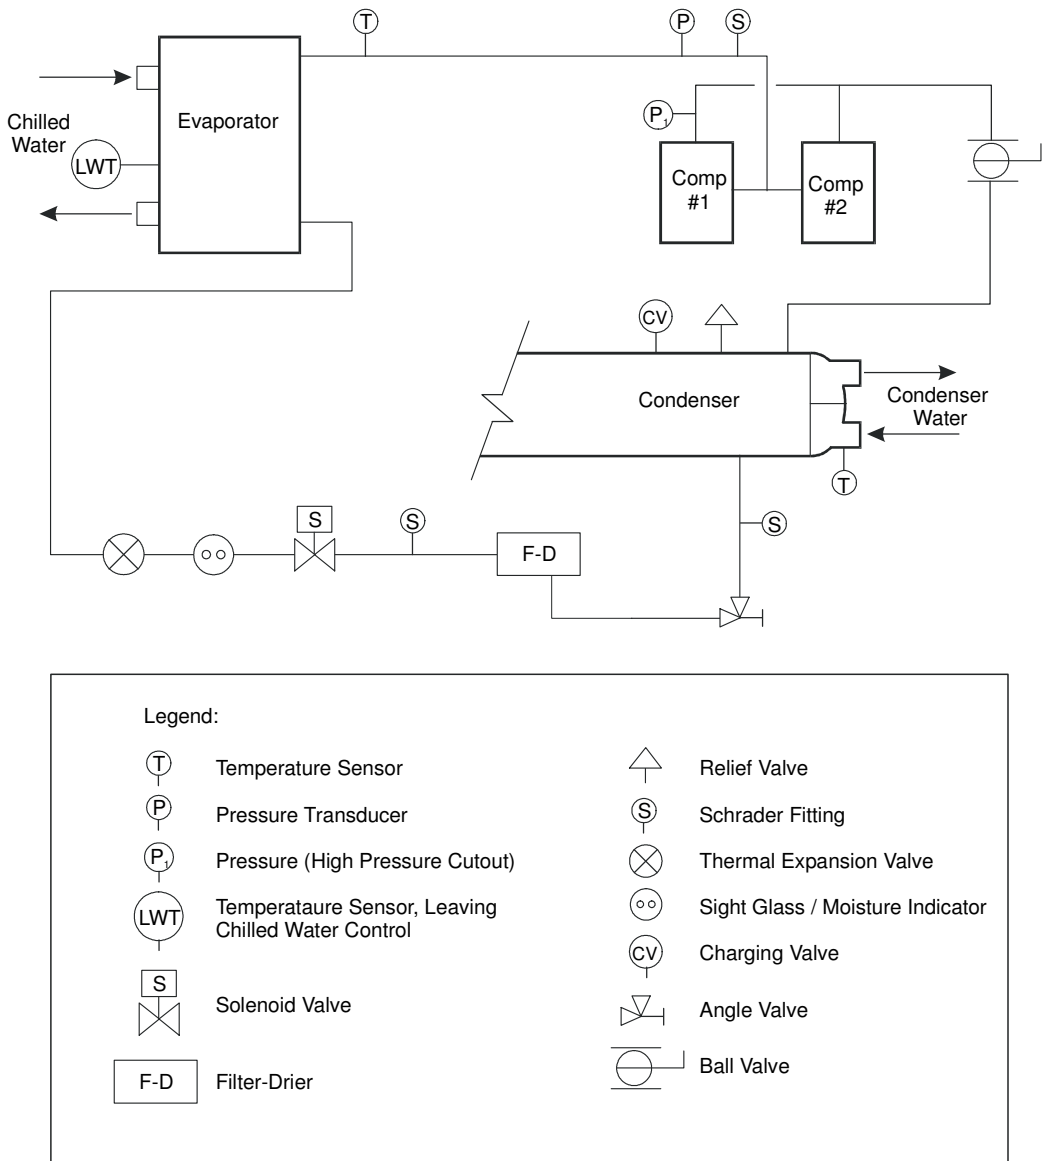 T
P
S
Chilled
Water
Evaporator
LWT
P1
Comp
#1
Comp
#2
CV
Condenser
Condenser
Water
T
S
S
S
F-D
Legend:
T Temperature Sensor
P Pressure Transducer
P1 Pressure (High Pressure Cutout)
LWT Temperataure Sensor, Leaving
Chilled Water Control
S Solenoid Valve
F-D Filter-Drier
Relief Valve
S Schrader Fitting
Thermal Expansion Valve
Sight Glass / Moisture Indicator
CV Charging Valve
Angle Valve
Ball Valve